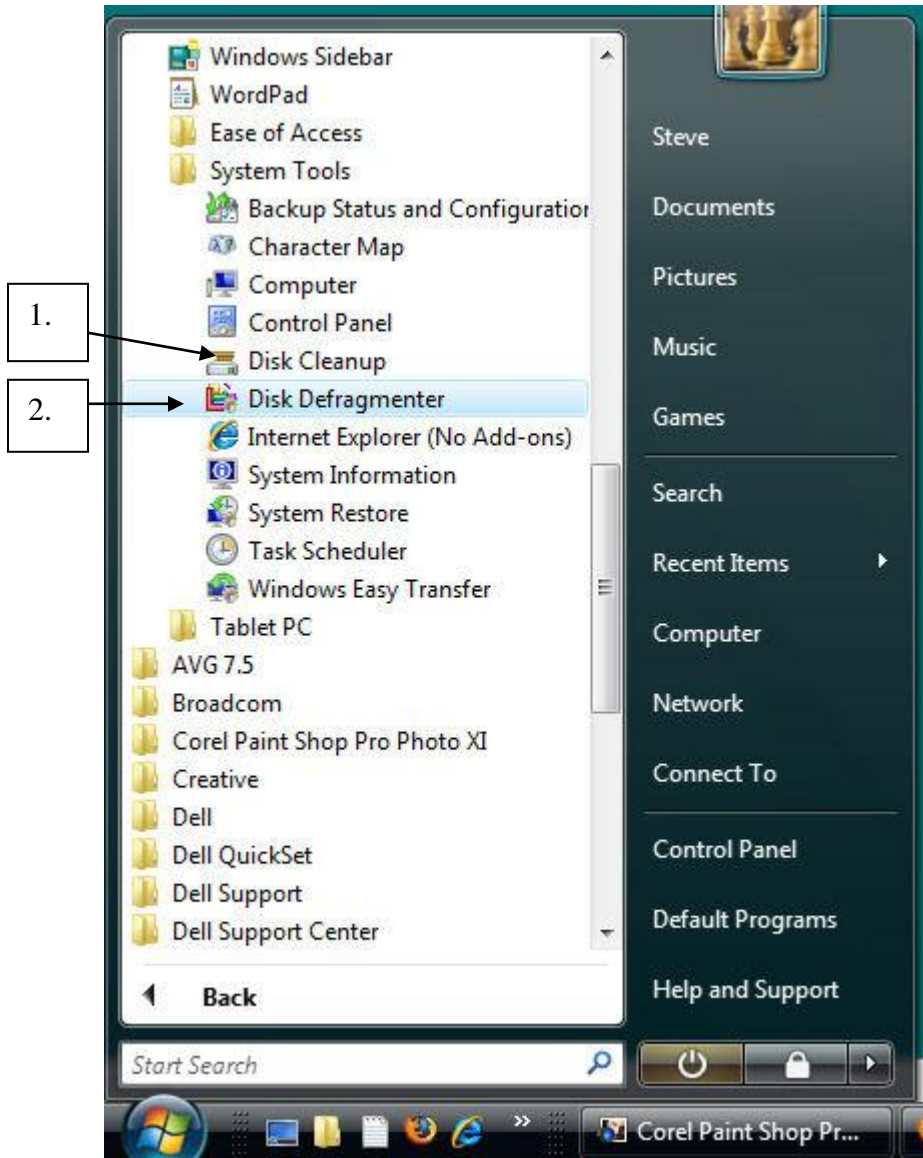 Windows Sidebar
WordPad
Ease of Access
System Tools
Backup Status and Configuration
Character Map
Computer
Control Panel
1.
Disk Cleanup
2.
Disk Defragmenter
Internet Explorer (No Add-ons)
System Information
System Restore
Task Scheduler
Windows Easy Transfer
Tablet PC
AVG 7.5
Broadcom
Corel Paint Shop Pro Photo XI
Creative
Dell
Dell QuickSet
Dell Support
Dell Support Center
Back
Start Search
Steve
Documents
Pictures
Music
Games
Search
Recent Items
Computer
Network
Connect To
Control Panel
Default Programs
Help and Support
»
Corel Paint Shop Pr...